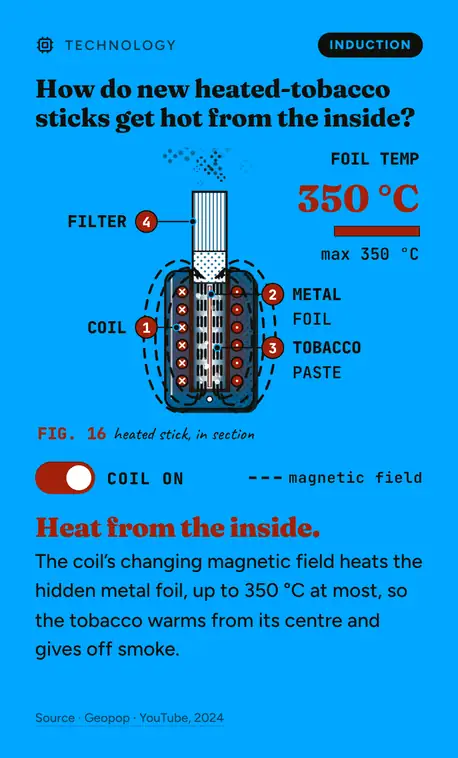 TECHNOLOGY
INDUCTION
How do new heated-tobacco
sticks get hot from the inside?
FOIL TEMP
350 °C
max 350 °C
FILTER 4
2 METAL
FOIL
COIL 1
3 TOBACCO
PASTE
FIG. 16 heated stick, in section
COIL ON
magnetic field
Heat from the inside.
The coil's changing magnetic field heats the
hidden metal foil, up to 350 °C at most, so
the tobacco warms from its centre and
gives off smoke.
Source · Geopop · YouTube, 2024